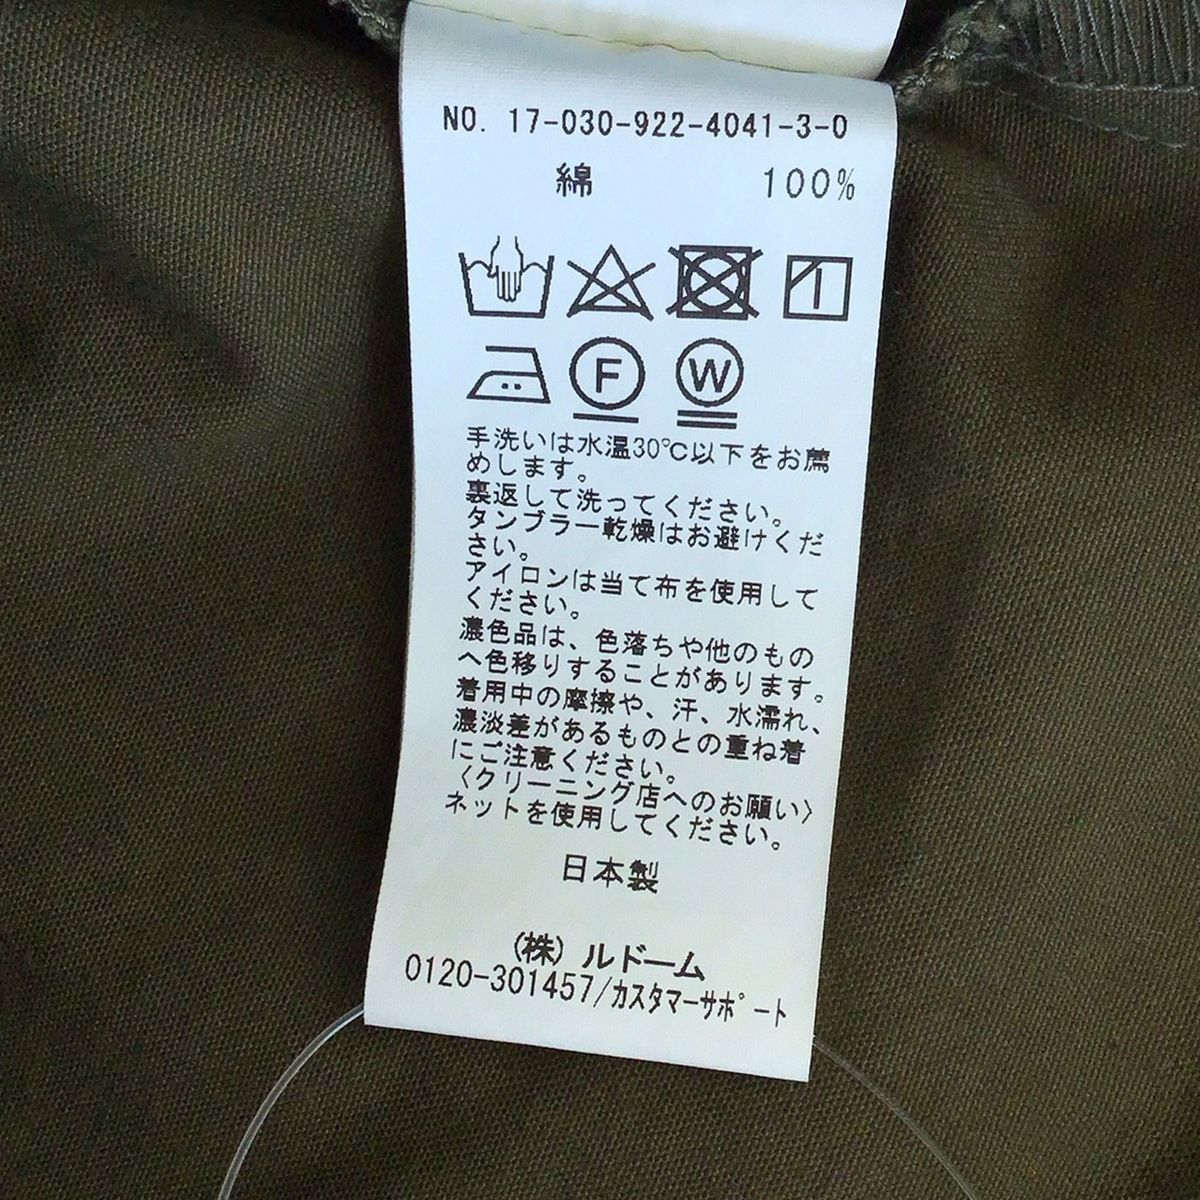 NO. 17-030-922-4041-3-0
綿 100%
F W
手洗いは水温30℃以下をお薦
めします。
裏返して洗ってください。
タンブラー乾燥はお避けくだ
さい。
アイロンは当て布を使用して
ください。
濃色品は、色落ちや他のもの
へ色移りすることがあります。
着用中の摩擦や、汗、水濡れ、
濃淡差があるものとの重ね着
にご注意ください。
〈クリーニング店へのお願い〉
ネットを使用してください。
日本製
(株)ルドーム
0120-301457/カスタマーサポート